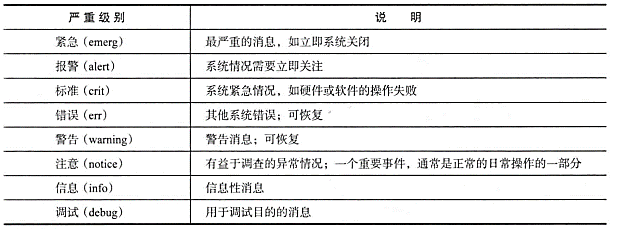 严重级别 说 明
紧急（emerg） 最严重的消息，如立即系统关闭
报警（alert） 系统情况需要立即关注
标准（crit） 系统紧急情况，如硬件或软件的操作失败
错误（err） 其他系统错误；可恢复
警告（warning） 警告消息；可恢复
注意（notice） 有益于调查的异常情况；一个重要事件，通常是正常的日常操作的一部分
信息（info） 信息性消息
调试（debug） 用于调试目的的消息